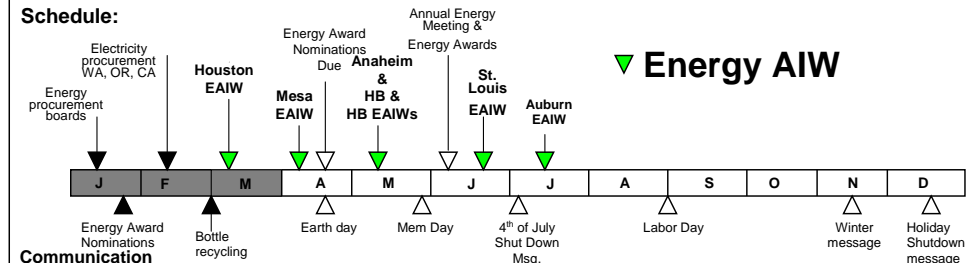 Schedule:
Electricity
procurement
WA, OR, CA
Energy
procurement
boards
Houston
EAIW
Mesa
EAIW
Energy Award
Nominations
Due
Anaheim
&
HB &
HB EAIWs
Annual Energy
Meeting &
Energy Awards
St.
Louis
EAIW
Auburn
EAIW
Energy AIW
J F M A M J J A S O N D
Energy Award
Nominations
Bottle
recycling
Earth day
Mem Day
4th of July
Shut Down
Msg.
Labor Day
Winter
message
Holiday
Shutdown
message
Communication